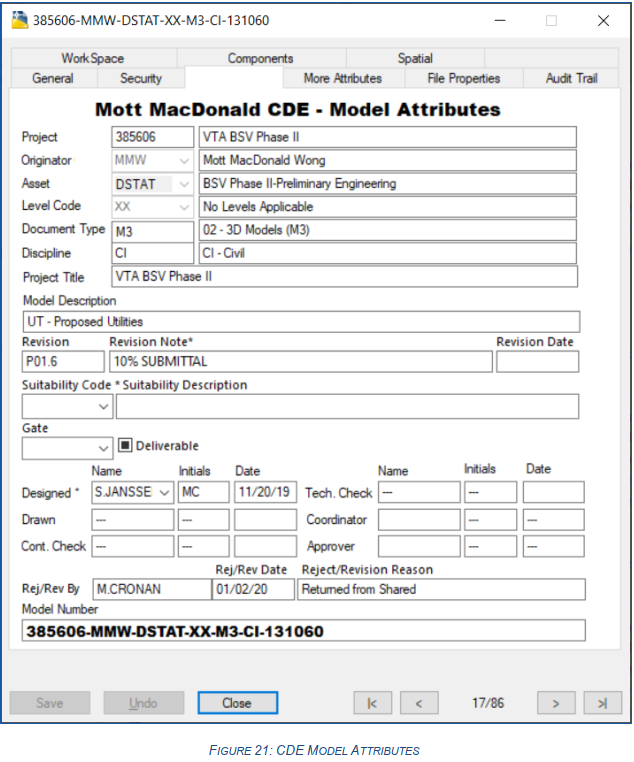 385606-MMW-DSTAT-XX-M3-CI-131060
WorkSpace Components Spatial
General Security More Attributes File Properties Audit Trail
Mott MacDonald CDE - Model Attributes
Project 385606 VTA BSV Phase II
Originator MMW Mott MacDonald Wong
Asset DSTAT BSV Phase II-Preliminary Engineering
Level Code XX No Levels Applicable
Document Type M3 02 - 3D Models (M3)
Discipline CI CI - Civil
Project Title VTA BSV Phase II
Model Description
UT - Proposed Utilities
Revision Revision Note* Revision Date
P01.6 10% SUBMITTAL
Suitability Code * Suitability Description
Gate
Deliverable
Name Initials Date Name Initials Date
Designed * S.JANSSE MC 11/20/19 Tech. Check --- ---
Drawn --- --- Coordinator --- --- ---
Cont. Check --- --- Approver --- --- ---
Rej/Rev Date Reject/Revision Reason
Rej/Rev By M.CRONAN 01/02/20 Returned from Shared
Model Number
385606-MMW-DSTAT-XX-M3-CI-131060
Save Undo Close |< < 17/86 > >|
FIGURE 21: CDE MODEL ATTRIBUTES